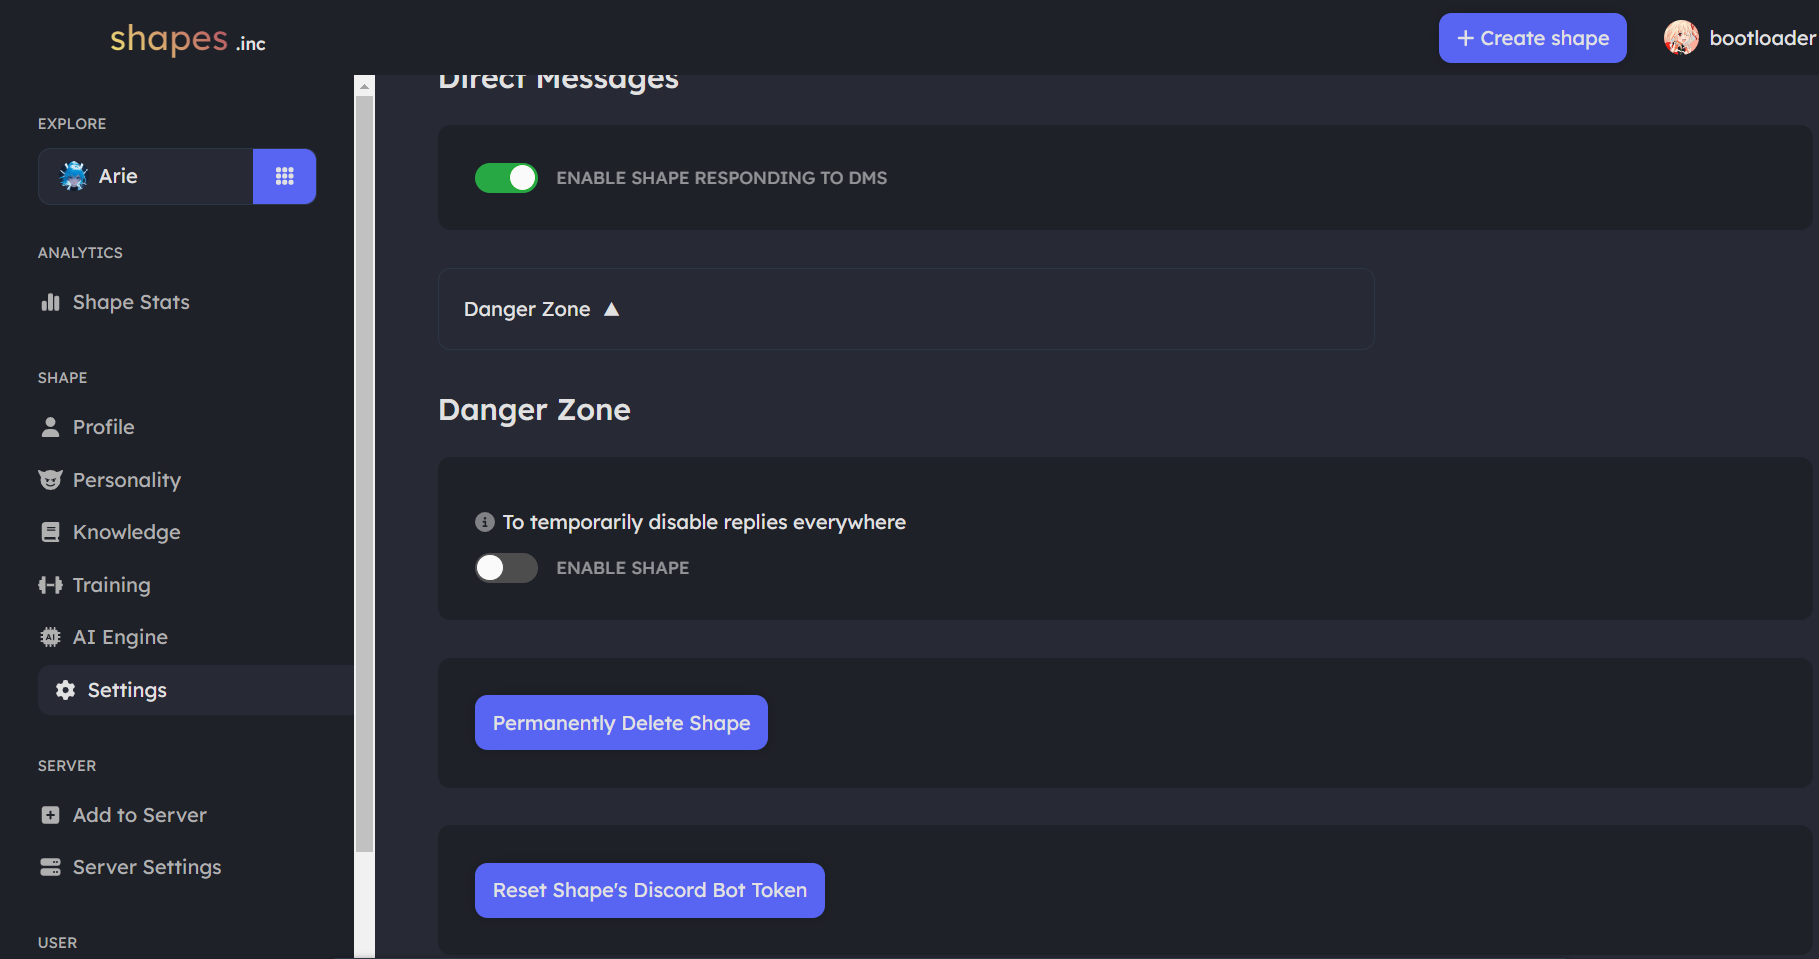 shapes .inc
+ Create shape
bootloader
EXPLORE
Arie
ANALYTICS
Shape Stats
SHAPE
Profile
Personality
Knowledge
Training
AI Engine
Settings
SERVER
Add to Server
Server Settings
USER
Direct Messages
ENABLE SHAPE RESPONDING TO DMS
Danger Zone ▲
Danger Zone
To temporarily disable replies everywhere
ENABLE SHAPE
Permanently Delete Shape
Reset Shape's Discord Bot Token